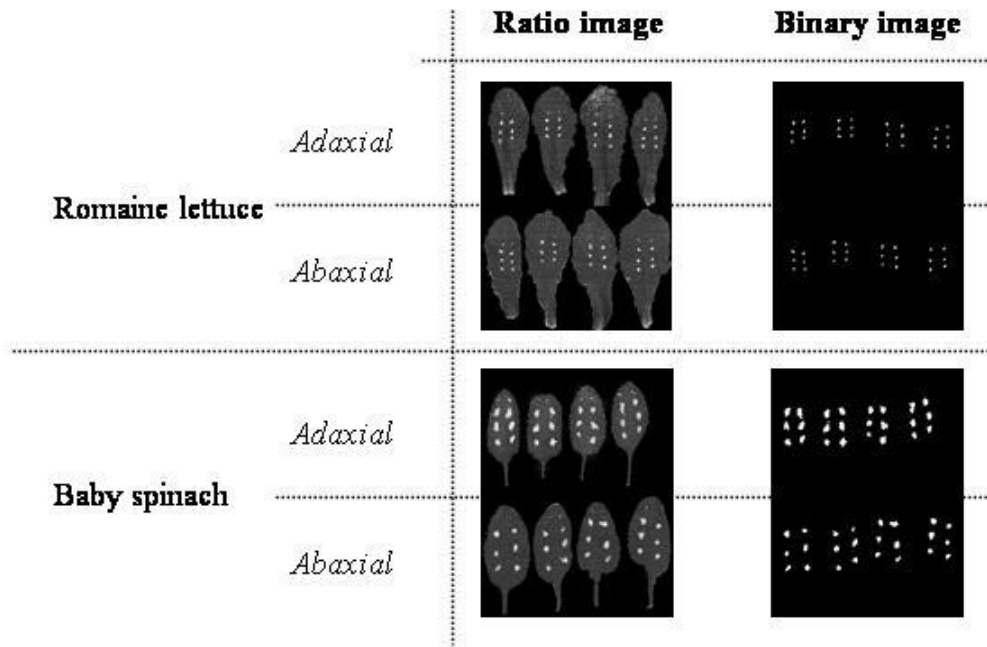 Ratio image Binary image
Adaxial
Romaine lettuce
Abaxial
Adaxial
Baby spinach
Abaxial